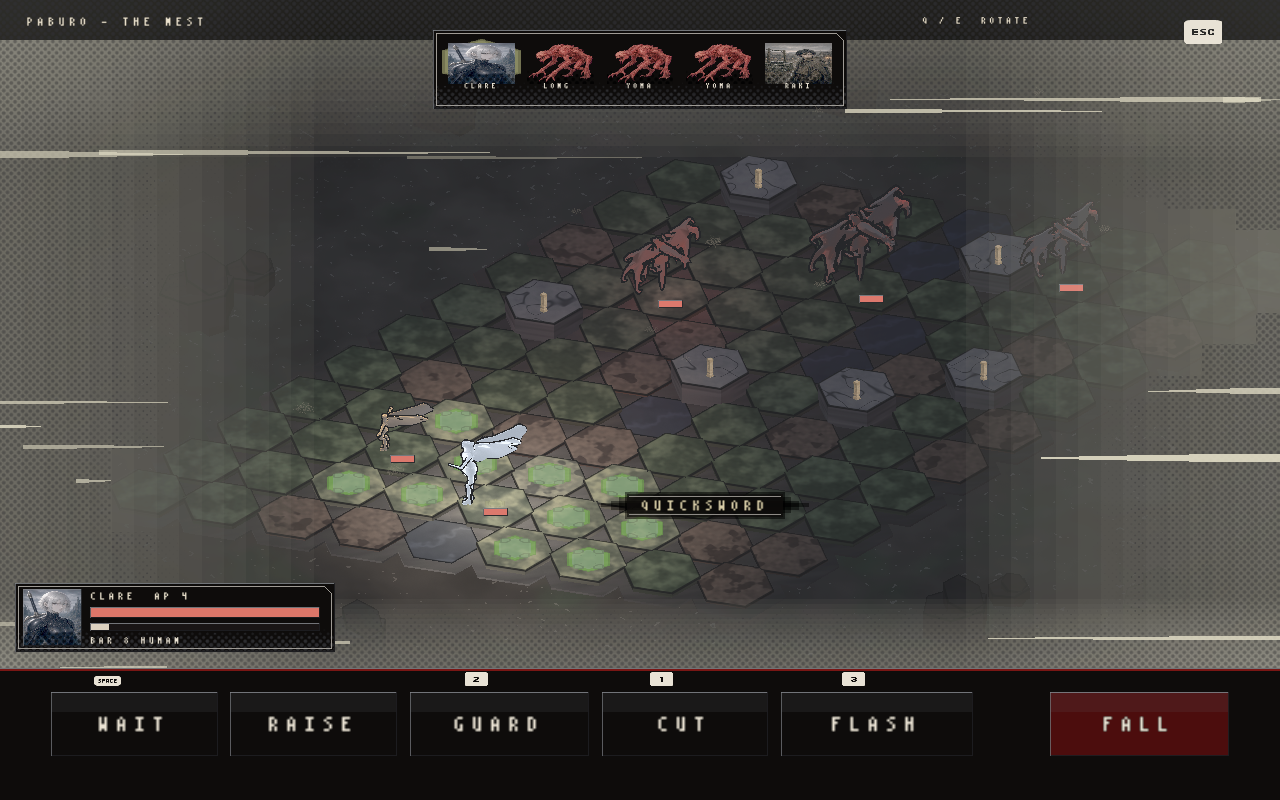 PABURO - THE NEST
Q / E ROTATE
ESC
CLARE
LONG
YOMA
YOMA
RAKI
QUICKSWORD
CLARE AP 4
BAR 8 HUMAN
SPACE
2
1
3
WAIT
RAISE
GUARD
CUT
FLASH
FALL